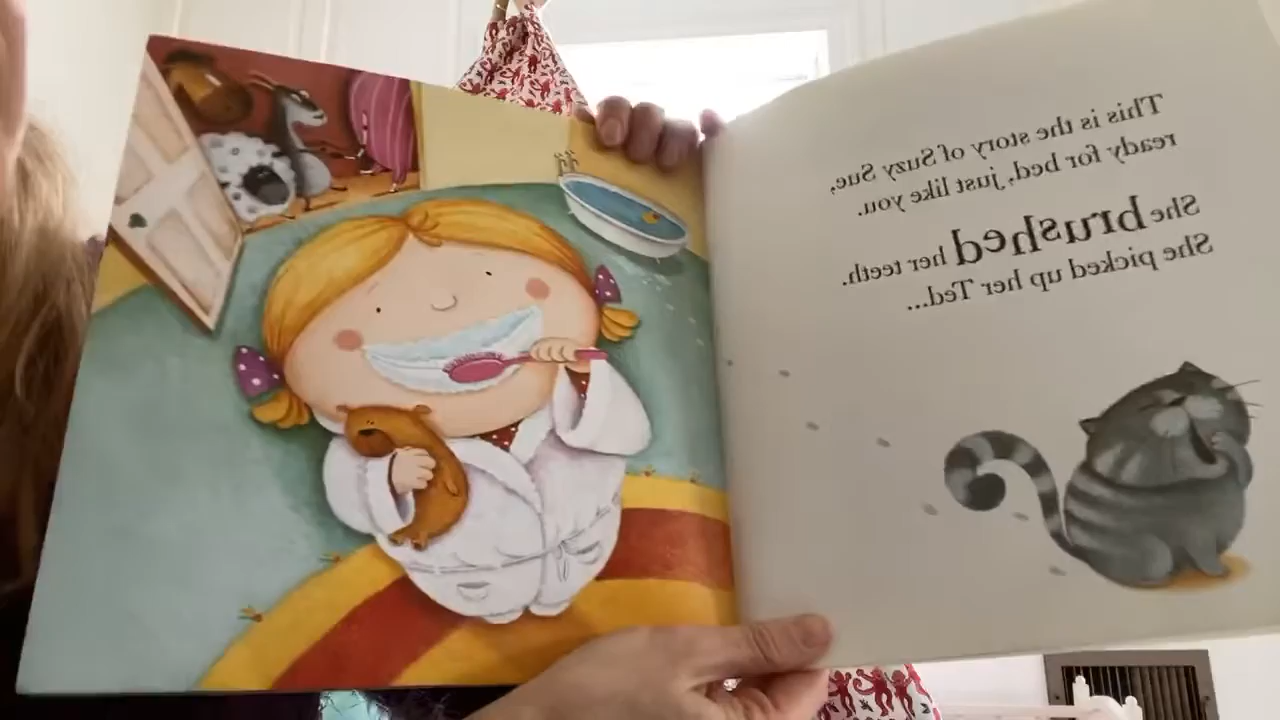 This is the story of Suzy Sue,
ready for bed, just like you.
She brushed her teeth.
She picked up her Ted...